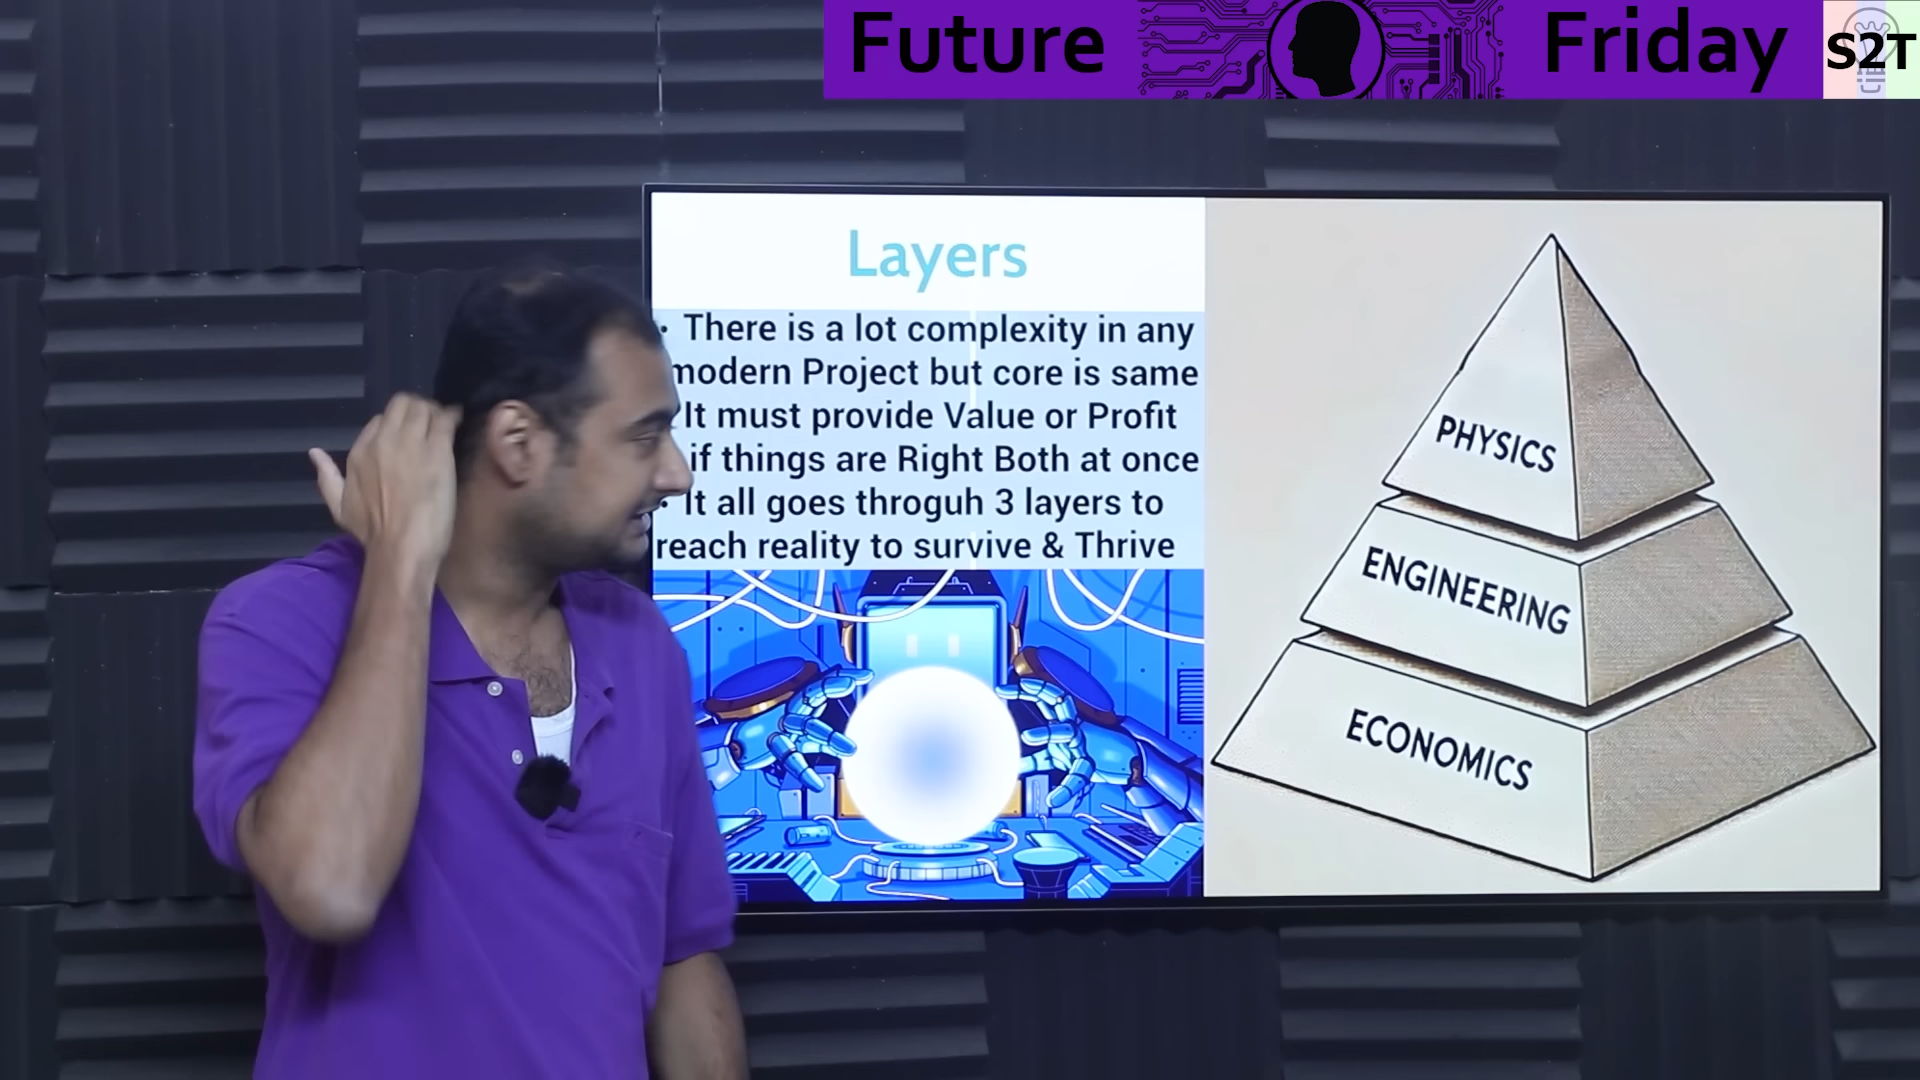 Future Friday S2T
Layers
· There is a lot complexity in any
modern Project but core is same
It must provide Value or Profit
if things are Right Both at once
· It all goes throguh 3 layers to
reach reality to survive & Thrive
PHYSICS
ENGINEERING
ECONOMICS